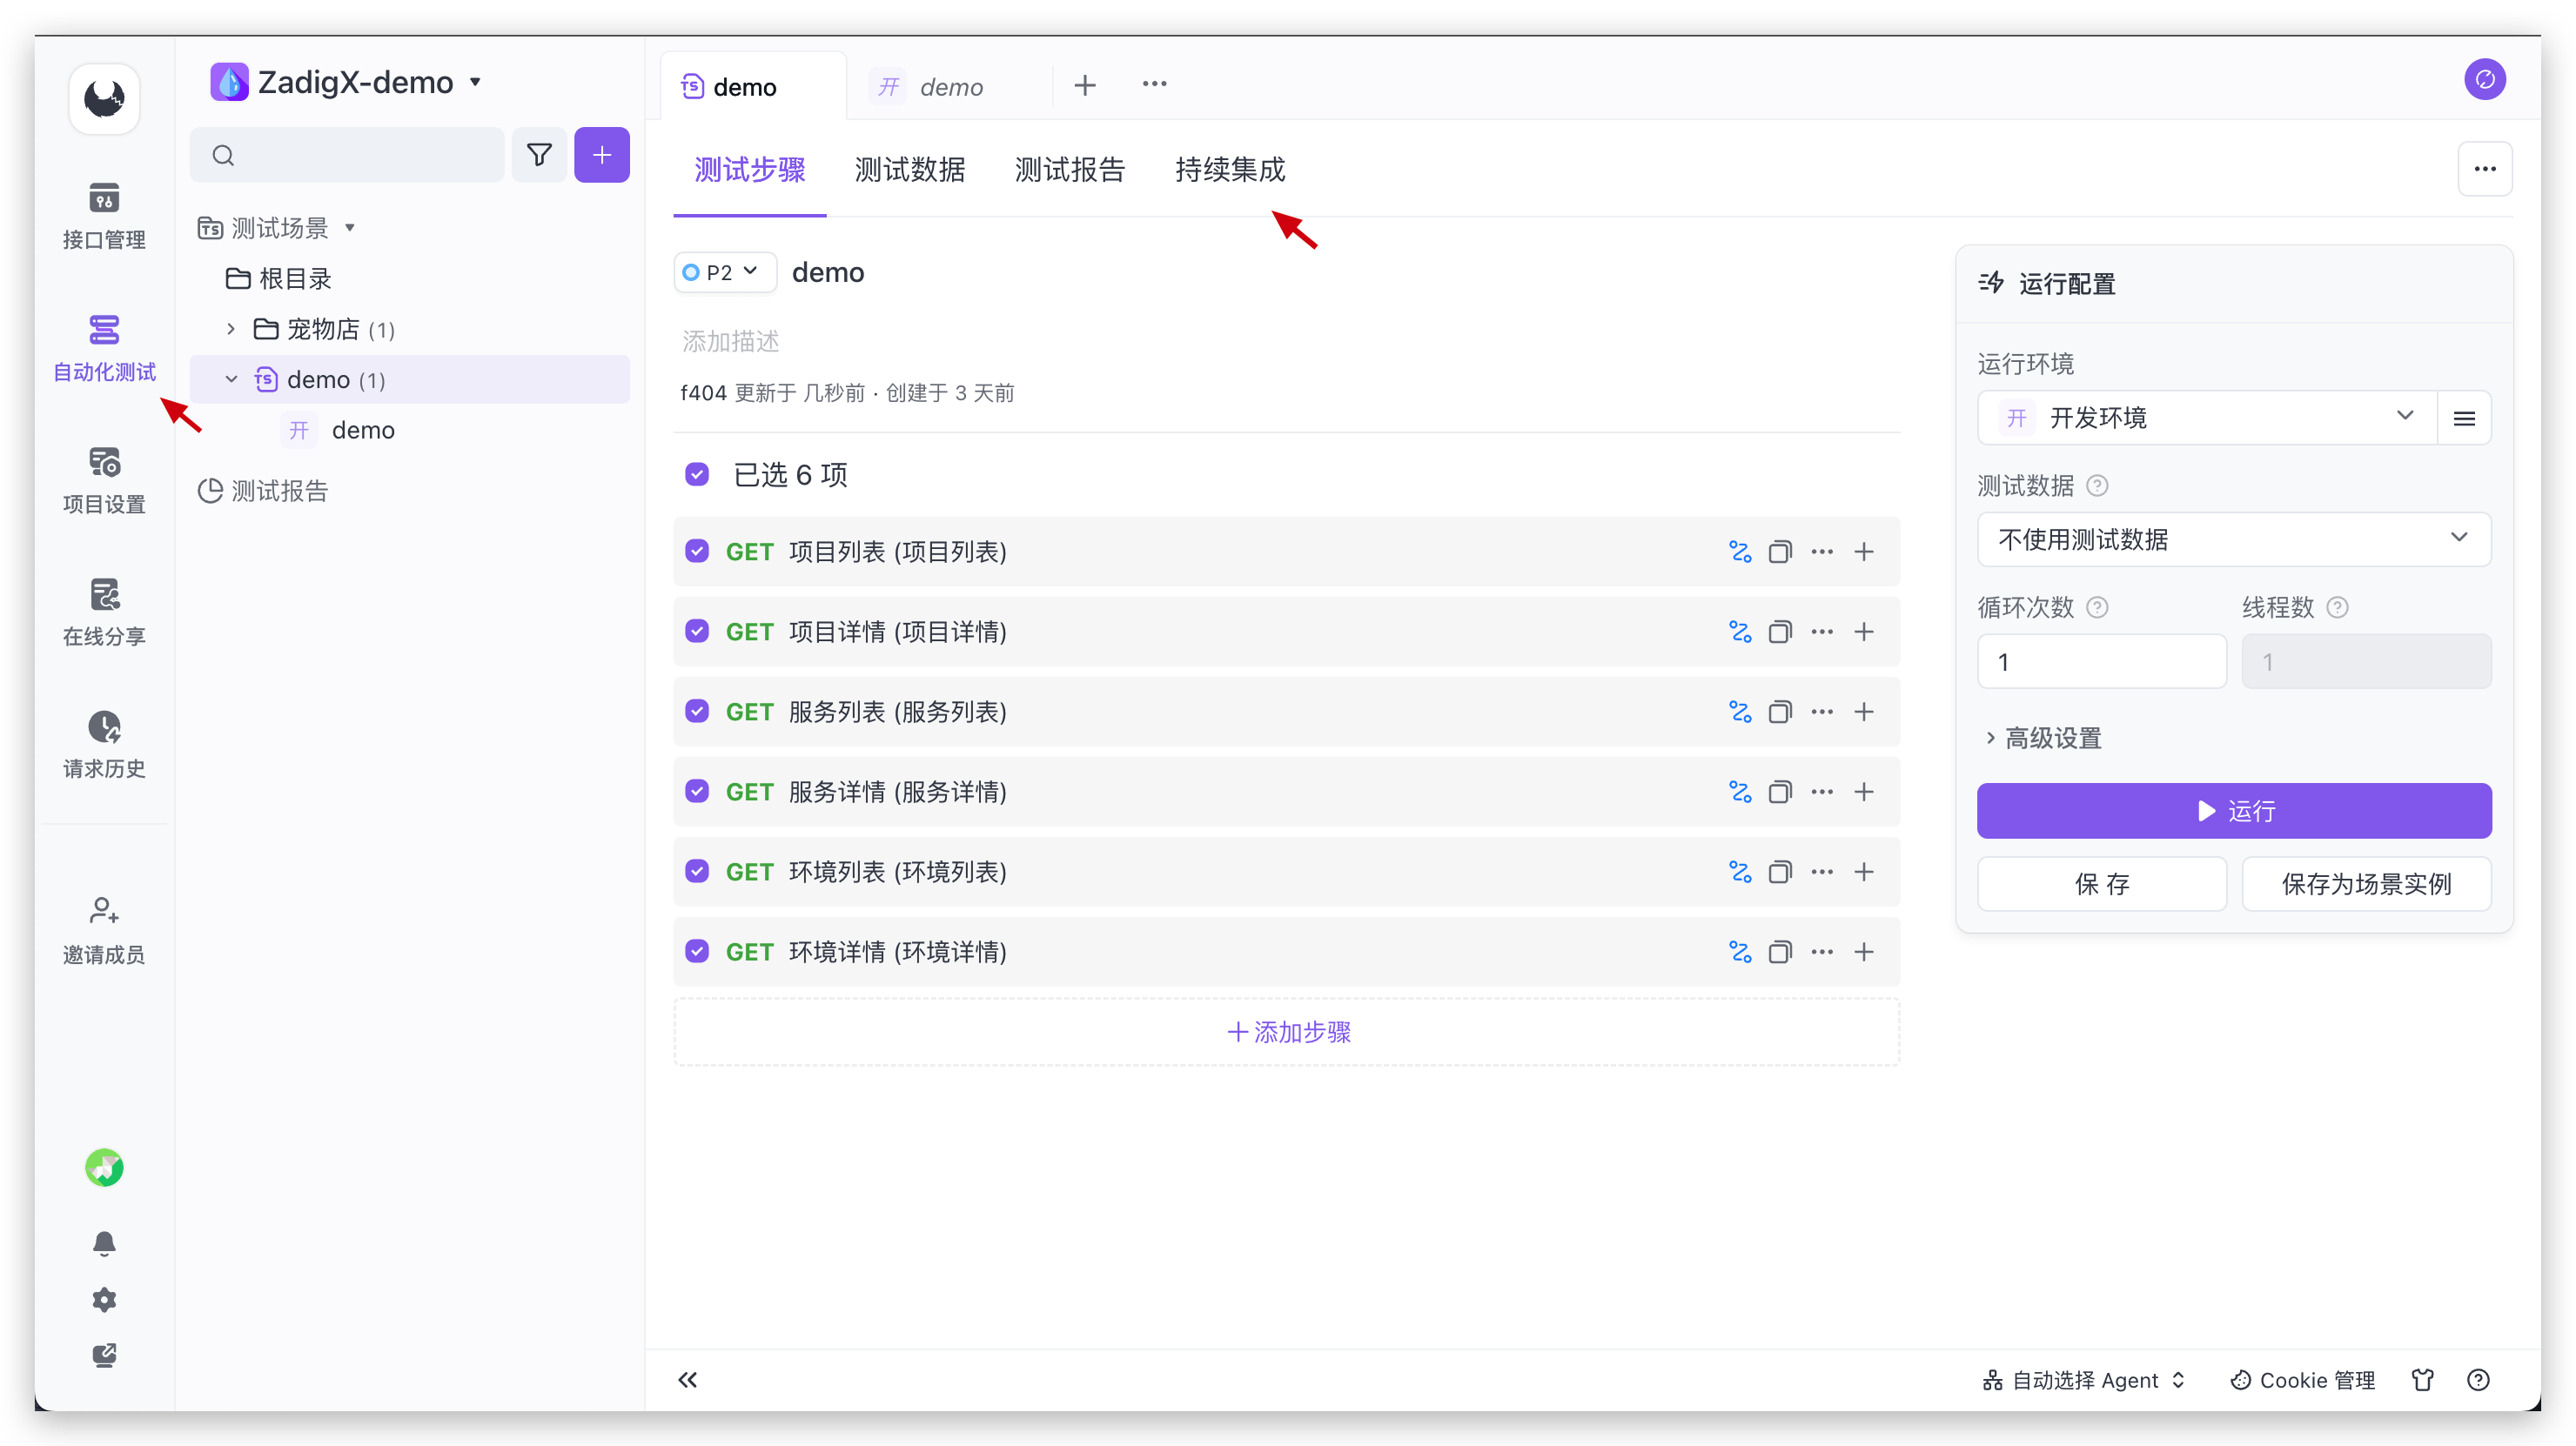 接口管理
自动化测试
项目设置
在线分享
请求历史
邀请成员
ZadigX-demo
测试场景
根目录
宠物店 (1)
TS demo (1)
开 demo
测试报告
TS demo
开 demo
测试步骤 测试数据 测试报告 持续集成
P2 demo
添加描述
f404 更新于 几秒前 · 创建于 3 天前
已选 6 项
GET 项目列表 (项目列表)
GET 项目详情 (项目详情)
GET 服务列表 (服务列表)
GET 服务详情 (服务详情)
GET 环境列表 (环境列表)
GET 环境详情 (环境详情)
+ 添加步骤
运行配置
运行环境
开 开发环境
测试数据
不使用测试数据
循环次数 线程数
1 1
高级设置
运行
保 存 保存为场景实例
自动选择 Agent Cookie 管理